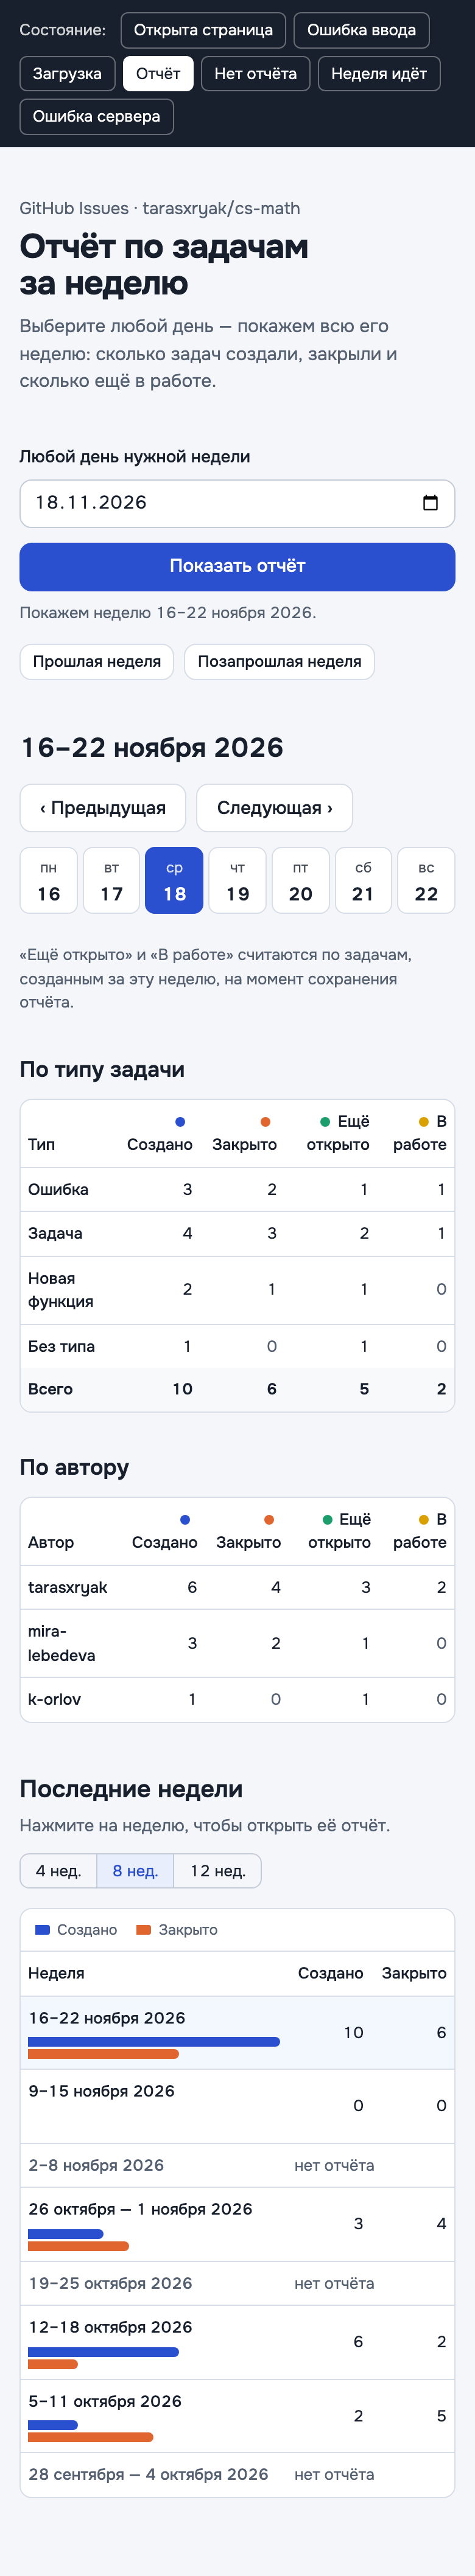 Состояние: Открыта страница Ошибка ввода
Загрузка Отчёт Нет отчёта Неделя идёт
Ошибка сервера
GitHub Issues · tarasxryak/cs-math
Отчёт по задачам
за неделю
Выберите любой день — покажем всю его
неделю: сколько задач создали, закрыли и
сколько ещё в работе.
Любой день нужной недели
18.11.2026
Показать отчёт
Покажем неделю 16–22 ноября 2026.
Прошлая неделя Позапрошлая неделя
16–22 ноября 2026
‹ Предыдущая Следующая ›
пн вт ср чт пт сб вс
16 17 18 19 20 21 22
«Ещё открыто» и «В работе» считаются по задачам,
созданным за эту неделю, на момент сохранения
отчёта.
По типу задачи
Ещё В
Тип Создано Закрыто открыто работе
Ошибка 3 2 1 1
Задача 4 3 2 1
Новая
функция 2 1 1 0
Без типа 1 0 1 0
Всего 10 6 5 2
По автору
Ещё В
Автор Создано Закрыто открыто работе
tarasxryak 6 4 3 2
mira-
lebedeva 3 2 1 0
k-orlov 1 0 1 0
Последние недели
Нажмите на неделю, чтобы открыть её отчёт.
4 нед. 8 нед. 12 нед.
Создано Закрыто
Неделя Создано Закрыто
16–22 ноября 2026 10 6
9–15 ноября 2026 0 0
2–8 ноября 2026 нет отчёта
26 октября — 1 ноября 2026 3 4
19–25 октября 2026 нет отчёта
12–18 октября 2026 6 2
5–11 октября 2026 2 5
28 сентября — 4 октября 2026 нет отчёта